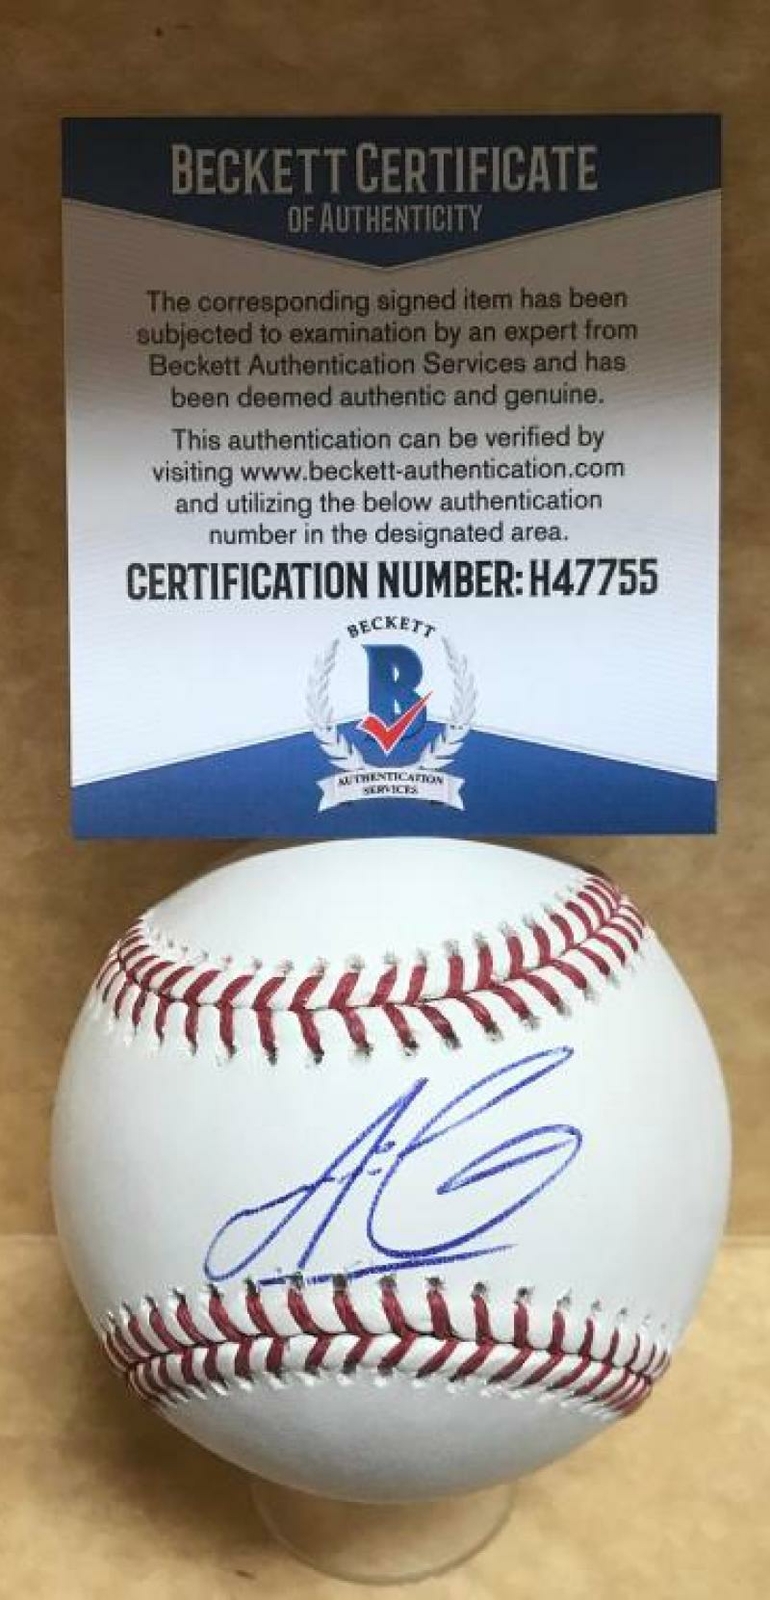 BECKETT CERTIFICATE
OF AUTHENTICITY
The corresponding signed item has been
subjected to examination by an expert from
Beckett Authentication Services and has
been deemed authentic and genuine.
This authentication can be verified by
visiting www.beckett-authentication.com
and utilizing the below authentication
number in the designated area.
CERTIFICATION NUMBER: H47755
BECKETT
B
AUTHENTICATION
SERVICES